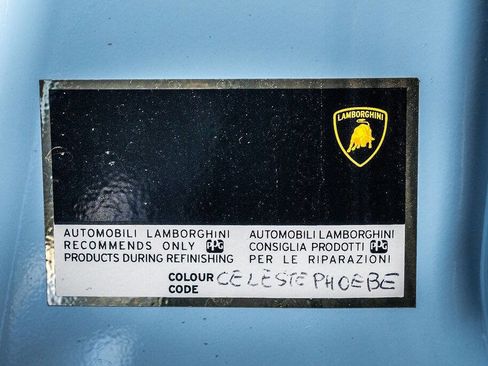 LAMBORGHINI
AUTOMOBILI LAMBORGHINI
RECOMMENDS ONLY PPG
PRODUCTS DURING REFINISHING
AUTOMOBILI LAMBORGHINI
CONSIGLIA PRODOTTI PPG
PER LE RIPARAZIONI
COLOUR CELESTE PHOEBE
CODE